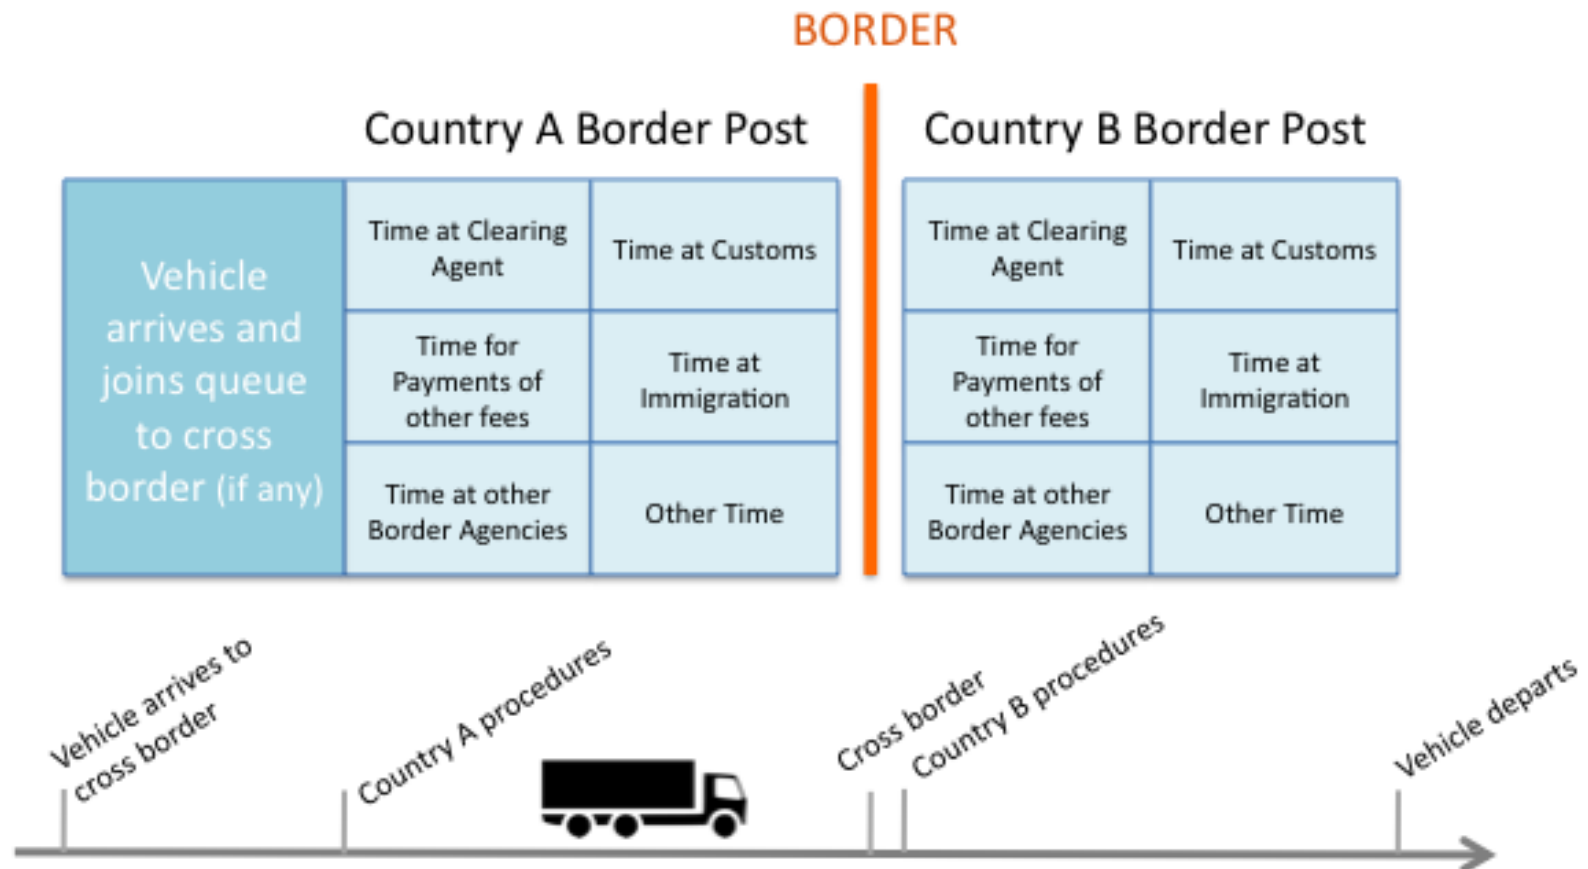 BORDER
Country A Border Post
Country B Border Post
Vehicle
arrives and
joins queue
to cross
border (if any)
Time at Clearing
Agent
Time at Customs
Time for
Payments of
other fees
Time at
Immigration
Time at other
Border Agencies
Other Time
Time at Clearing
Agent
Time at Customs
Time for
Payments of
other fees
Time at
Immigration
Time at other
Border Agencies
Other Time
Vehicle arrives to
cross border
Country A procedures
Cross border
Country B procedures
Vehicle departs